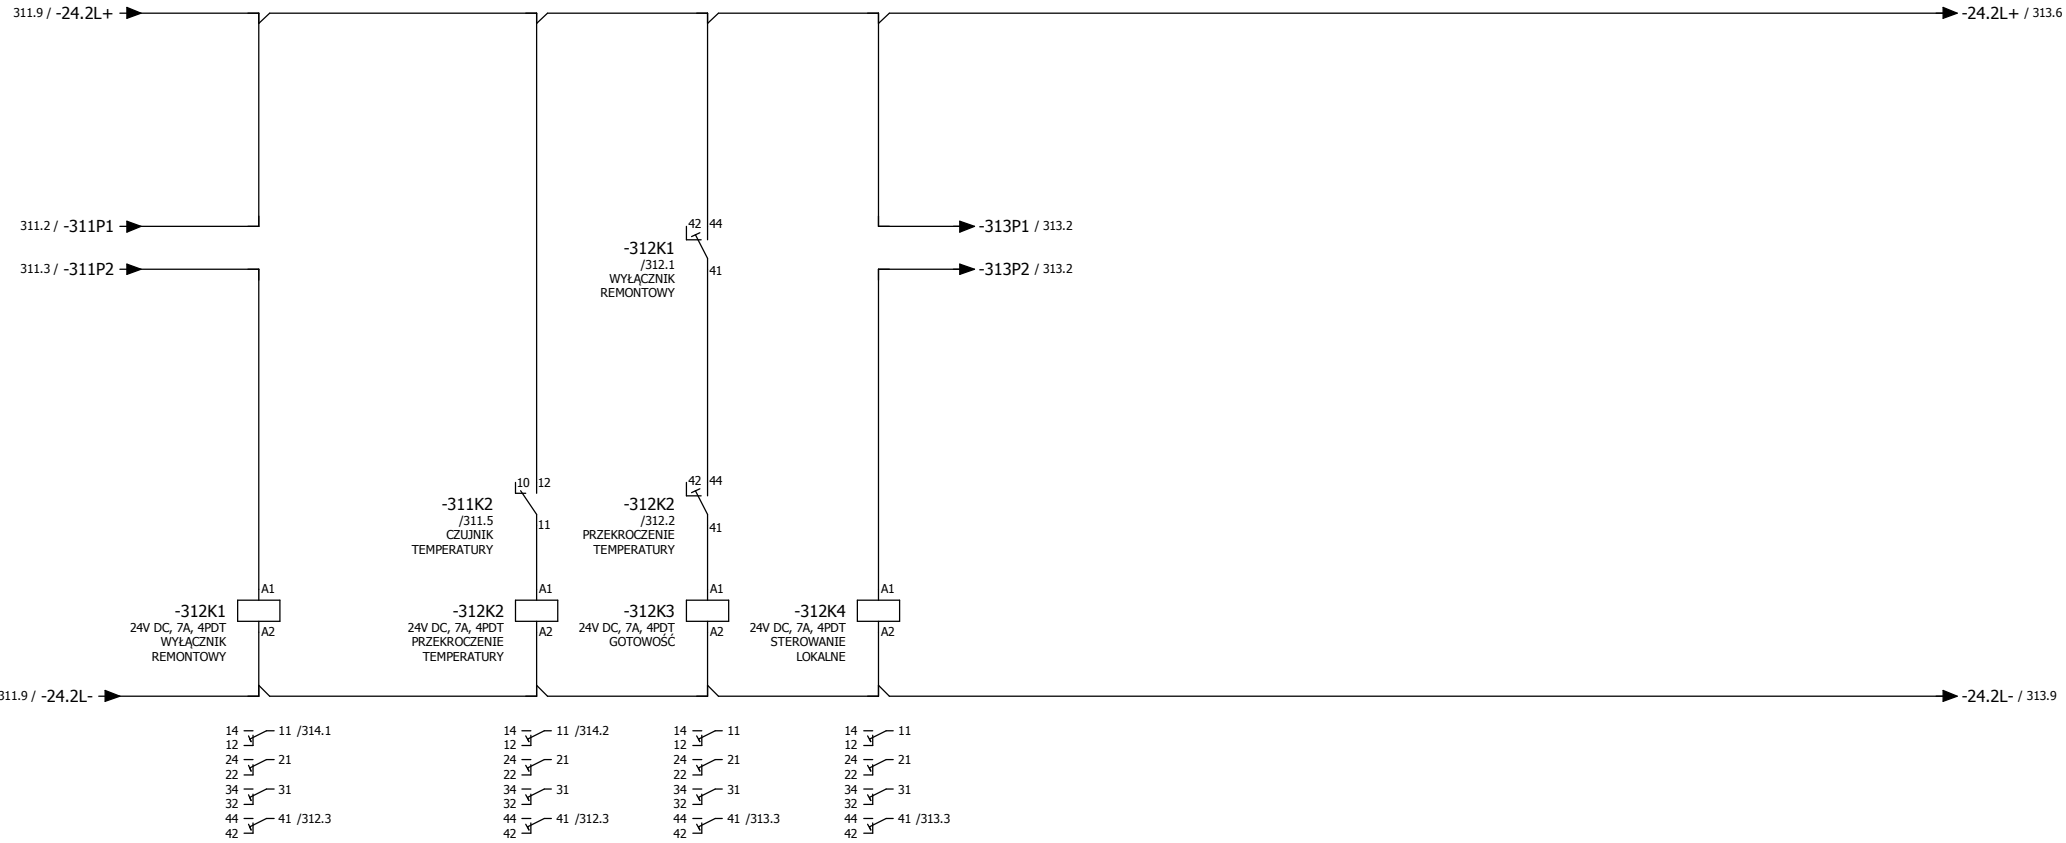 311.9 / -24.2L+
-24.2L+ / 313.6
311.2 / -311P1
311.3 / -311P2
42 44
-312K1
/312.1
WYŁĄCZNIK
REMONTOWY
41
-313P1 / 313.2
-313P2 / 313.2
10 12
-311K2
/311.5
CZUJNIK
TEMPERATURY
11
42 44
-312K2
/312.2
PRZEKROCZENIE
TEMPERATURY
41
A1
-312K1
24V DC, 7A, 4PDT
WYŁĄCZNIK
REMONTOWY
A2
A1
-312K2
24V DC, 7A, 4PDT
PRZEKROCZENIE
TEMPERATURY
A2
A1
-312K3
24V DC, 7A, 4PDT
GOTOWOŚĆ
A2
A1
-312K4
24V DC, 7A, 4PDT
STEROWANIE
LOKALNE
A2
311.9 / -24.2L-
-24.2L- / 313.9
14 11 /314.1
12
24 21
22
34 31
32
44 41 /312.3
42
14 11 /314.2
12
24 21
22
34 31
32
44 41 /312.3
42
14 11
12
24 21
22
34 31
32
44 41 /313.3
42
14 11
12
24 21
22
34 31
32
44 41 /313.3
42